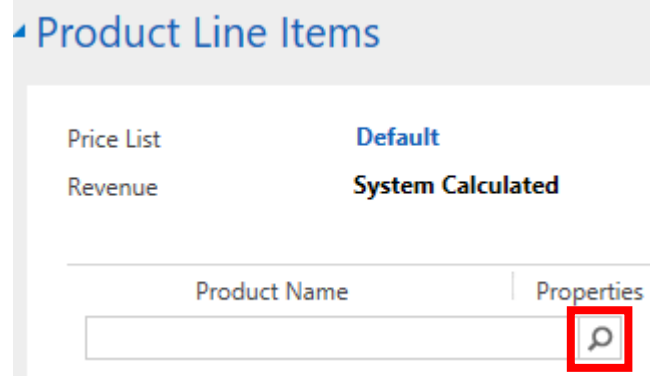 Product Line Items
Price List Default
Revenue System Calculated
Product Name Properties